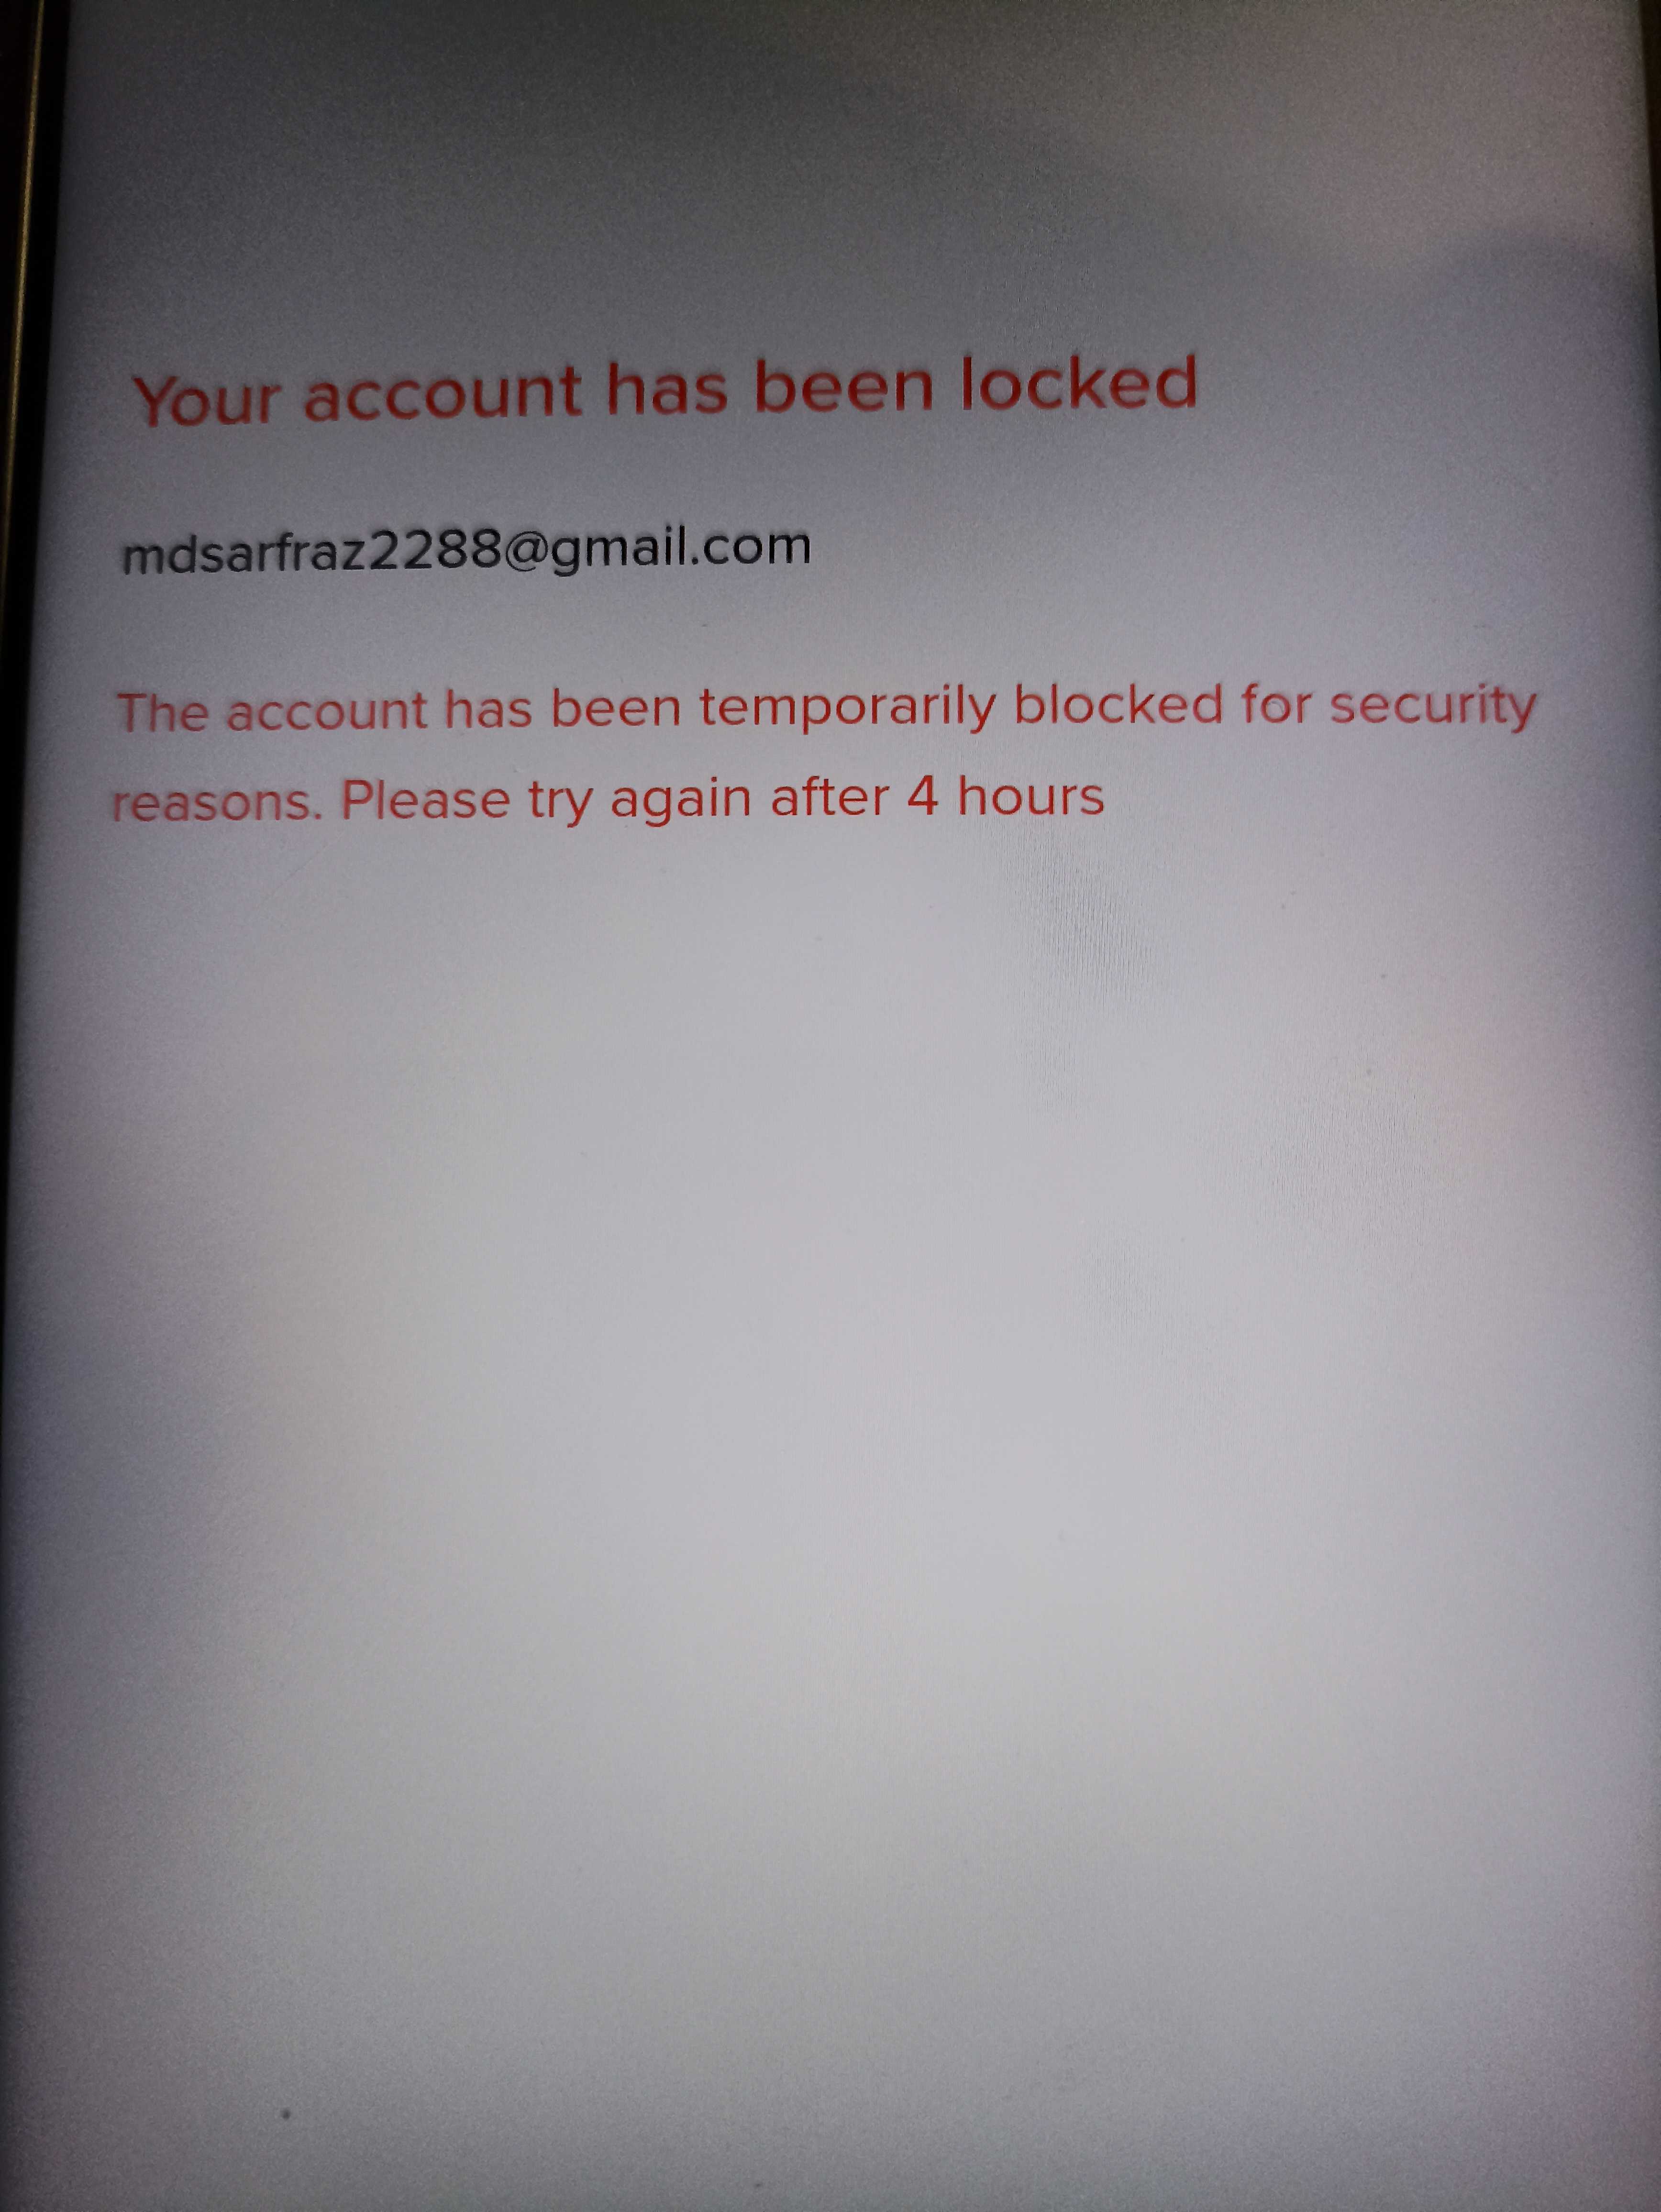 Your account has been locked
mdsarfraz2288@gmail.com
The account has been temporarily blocked for security
reasons. Please try again after 4 hours